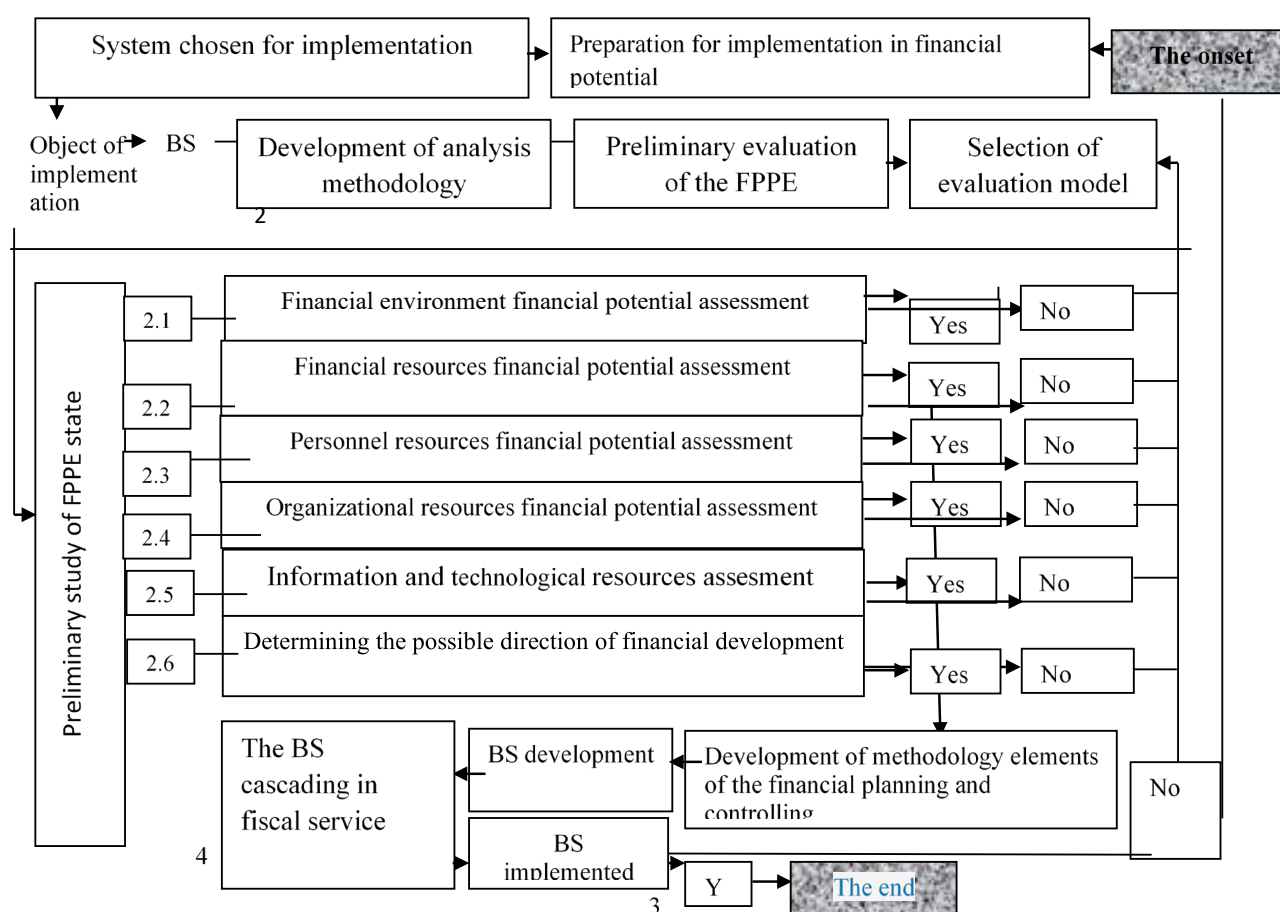 System chosen for implementation
Preparation for implementation in financial
potential
The onset
Object of
implement
ation
BS
Development of analysis
methodology
2
Preliminary evaluation
of the FPPE
Selection of
evaluation model
Preliminary study of FPPE state
2.1
Financial environment financial potential assessment
Yes
No
2.2
Financial resources financial potential assessment
Yes
No
2.3
Personnel resources financial potential assessment
Yes
No
2.4
Organizational resources financial potential assessment
Yes
No
2.5
Information and technological resources assesment
Yes
No
2.6
Determining the possible direction of financial development
Yes
No
The BS
cascading in
fiscal service
4
BS development
Development of methodology elements
of the financial planning and
controlling
No
BS
implemented
3
Y
The end